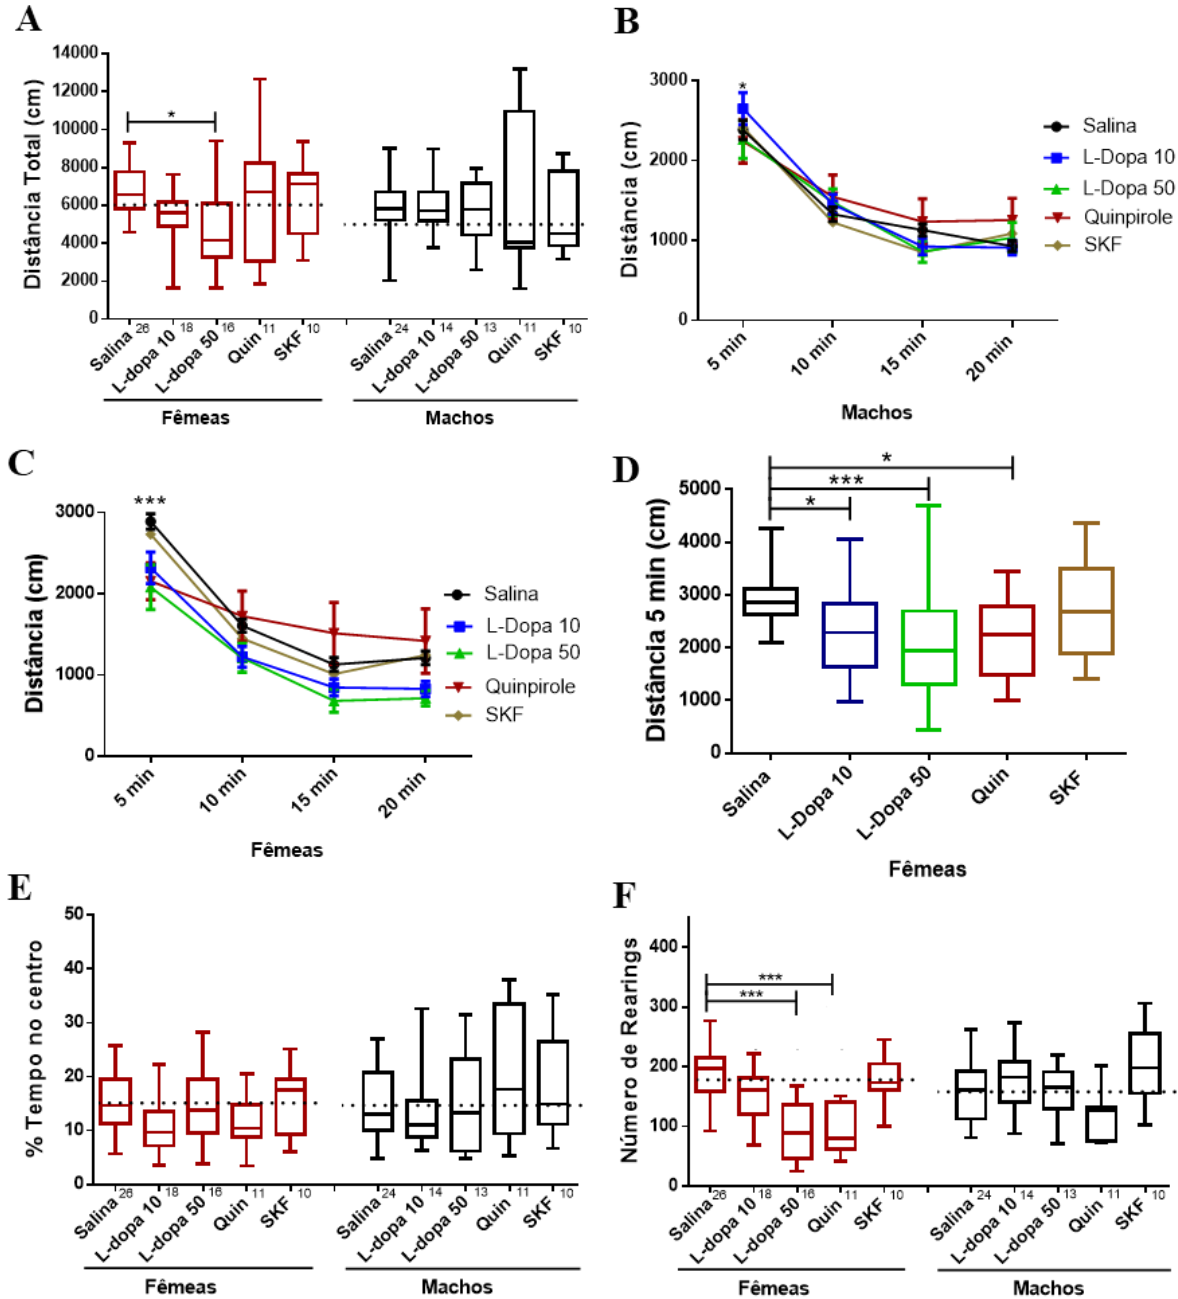 A
Distância Total (cm)
14000
12000
10000
8000
6000
4000
2000
0
*
Salina 26
L-dopa 10 18
L-dopa 50 16
Quin 11
SKF 10
Salina 24
L-dopa 10 14
L-dopa 50 13
Quin 11
SKF 10
Fêmeas
Machos
B
Distância (cm)
3000
2000
1000
0
*
5 min
10 min
15 min
20 min
Machos
Salina
L-Dopa 10
L-Dopa 50
Quinpirole
SKF
C
Distância (cm)
3000
2000
1000
0
***
5 min
10 min
15 min
20 min
Fêmeas
Salina
L-Dopa 10
L-Dopa 50
Quinpirole
SKF
D
Distância 5 min (cm)
5000
4000
3000
2000
1000
0
*
***
*
Salina
L-Dopa 10
L-Dopa 50
Quin
SKF
Fêmeas
E
% Tempo no centro
50
40
30
20
10
0
Salina 26
L-dopa 10 18
L-dopa 50 16
Quin 11
SKF 10
Salina 24
L-dopa 10 14
L-dopa 50 13
Quin 11
SKF 10
Fêmeas
Machos
F
Número de Rearings
400
300
200
100
0
***
***
Salina 26
L-dopa 10 18
L-dopa 50 16
Quin 11
SKF 10
Salina 24
L-dopa 10 14
L-dopa 50 13
Quin 11
SKF 10
Fêmeas
Machos